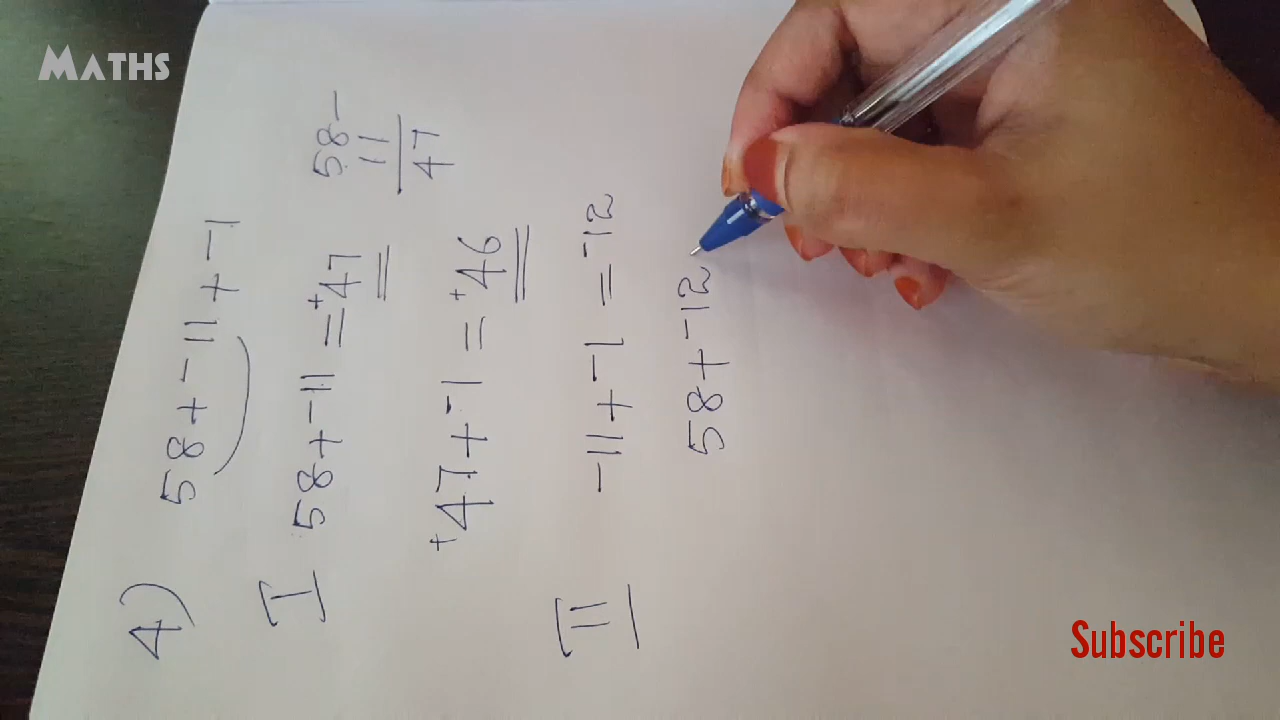 MATHS
4) 58 + ⁻11 + ⁻1
I 58 + ⁻11 = ⁺47
58 -
11
47
⁺47 + ⁻1 = ⁺46
II ⁻11 + ⁻1 = ⁻12
58 + ⁻12
Subscribe